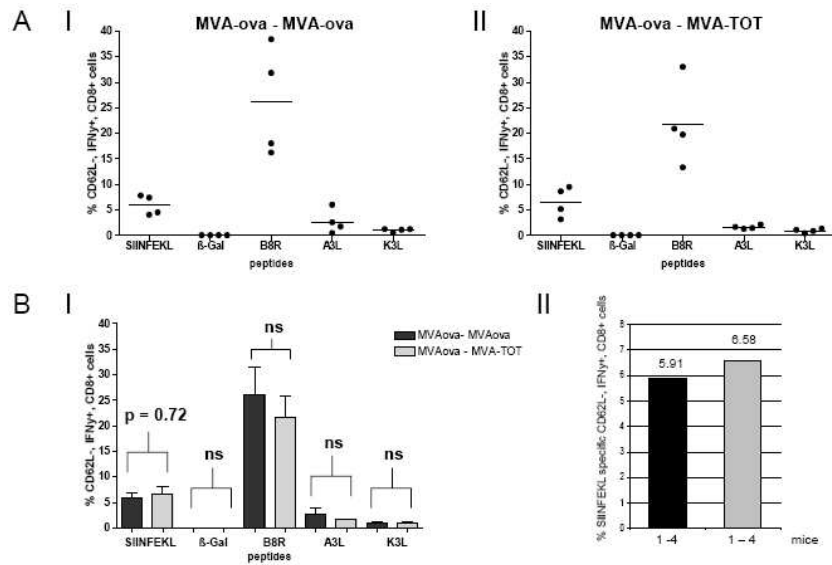 A
I
MVA-ova - MVA-ova
% CD62L-, IFNy+, CD8+ cells
40
35
30
25
20
15
10
5
0
SIINFEKL ß-Gal B8R A3L K3L
peptides
II
MVA-ova - MVA-TOT
% CD62L-, IFNy+, CD8+ cells
40
35
30
25
20
15
10
5
0
SIINFEKL ß-Gal B8R A3L K3L
peptides
B
I
% CD62L-, IFNy+, CD8+ cells
40
35
30
25
20
15
10
5
0
p = 0.72
ns
ns
ns
ns
MVAova- MVAova
MVAova - MVA-TOT
SIINFEKL ß-Gal B8R A3L K3L
peptides
II
% SIINFEKL specific CD62L-, IFNy+, CD8+ cells
8
7
6
5
4
3
2
1
0
5.91
6.58
1 -4 1 – 4 mice